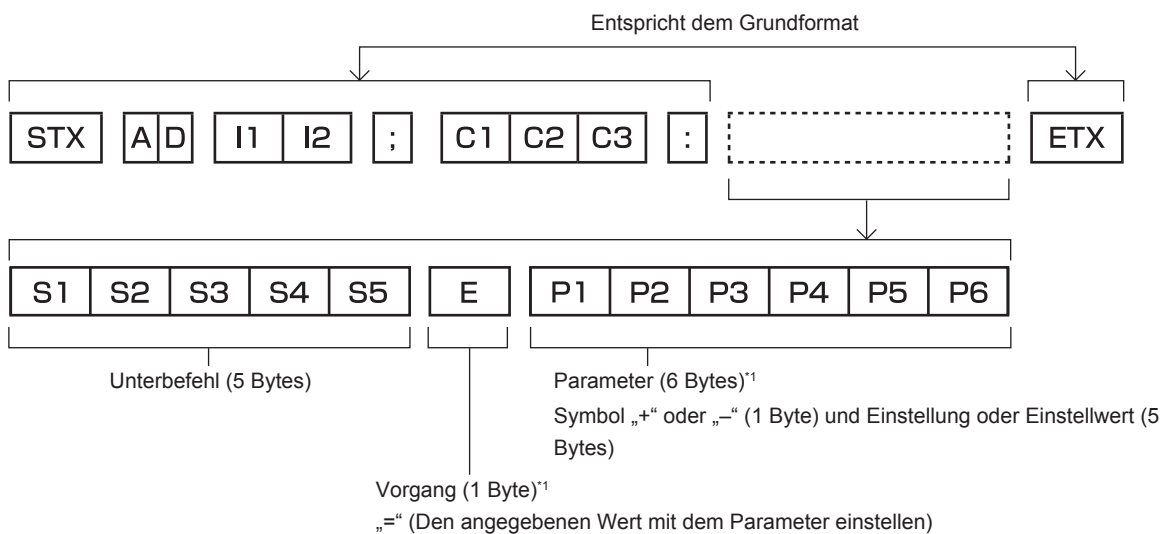 Entspricht dem Grundformat
STX A D I1 I2 ; C1 C2 C3 : ETX
S1 S2 S3 S4 S5 E P1 P2 P3 P4 P5 P6
Unterbefehl (5 Bytes)
Parameter (6 Bytes)*1
Symbol „+“ oder „–“ (1 Byte) und Einstellung oder Einstellwert (5
Bytes)
Vorgang (1 Byte)*1
„=“ (Den angegebenen Wert mit dem Parameter einstellen)